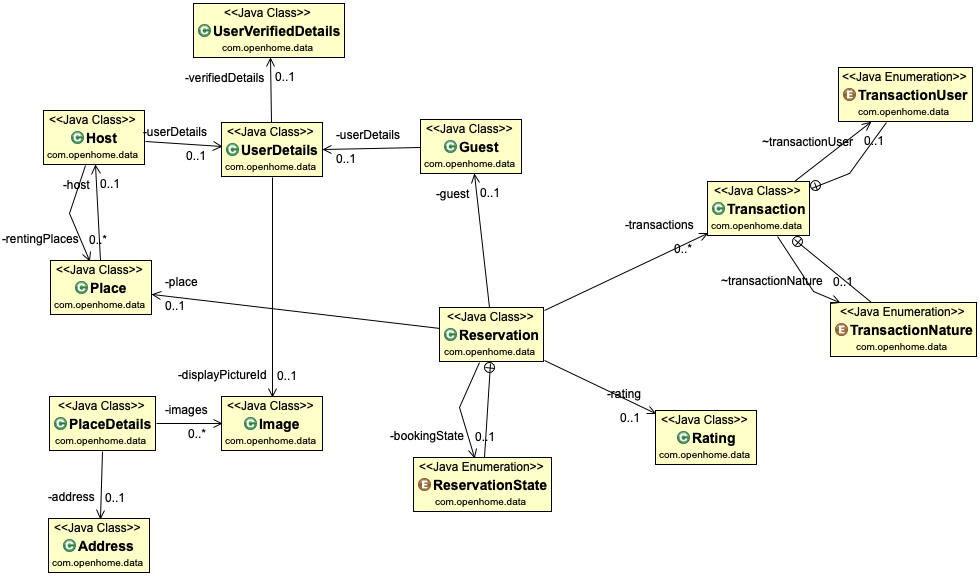 <<Java Class>>
C UserVerifiedDetails
com.openhome.data
-verifiedDetails
0..1
<<Java Enumeration>>
E TransactionUser
com.openhome.data
~transactionUser
0..1
<<Java Class>>
C Host
com.openhome.data
-userDetails
0..1
<<Java Class>>
C UserDetails
com.openhome.data
-userDetails
0..1
<<Java Class>>
C Guest
com.openhome.data
-host
0..1
-guest
0..1
<<Java Class>>
C Transaction
com.openhome.data
-rentingPlaces
0..*
-transactions
0..*
<<Java Class>>
C Place
com.openhome.data
-place
0..1
~transactionNature
0..1
<<Java Class>>
C Reservation
com.openhome.data
<<Java Enumeration>>
E TransactionNature
com.openhome.data
-displayPictureId
0..1
<<Java Class>>
C PlaceDetails
com.openhome.data
-images
0..*
<<Java Class>>
C Image
com.openhome.data
-rating
0..1
<<Java Class>>
C Rating
com.openhome.data
-bookingState
0..1
<<Java Enumeration>>
E ReservationState
com.openhome.data
-address
0..1
<<Java Class>>
C Address
com.openhome.data